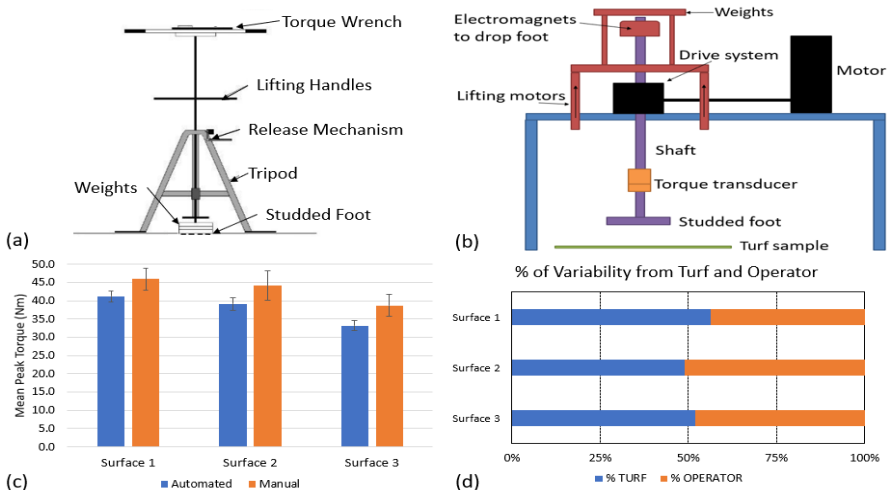 (a)
Torque Wrench
Lifting Handles
Release Mechanism
Tripod
Weights
Studded Foot
(b)
Electromagnets
to drop foot
Weights
Drive system
Motor
Lifting motors
Shaft
Torque transducer
Studded foot
Turf sample
(c)
Mean Peak Torque (Nm)
50.0
45.0
40.0
35.0
30.0
25.0
20.0
15.0
10.0
5.0
0.0
Surface 1
Surface 2
Surface 3
Automated
Manual
(d)
% of Variability from Turf and Operator
Surface 1
Surface 2
Surface 3
0%
25%
50%
75%
100%
% TURF
% OPERATOR